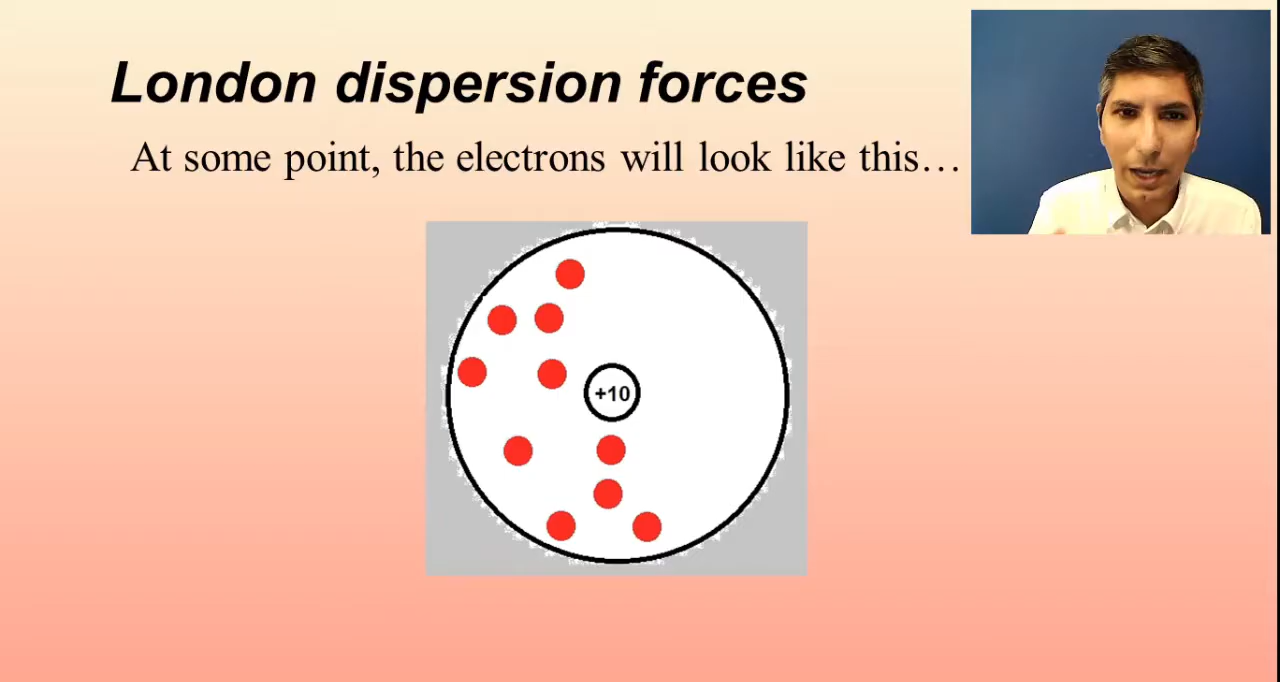 London dispersion forces
At some point, the electrons will look like this…
+10